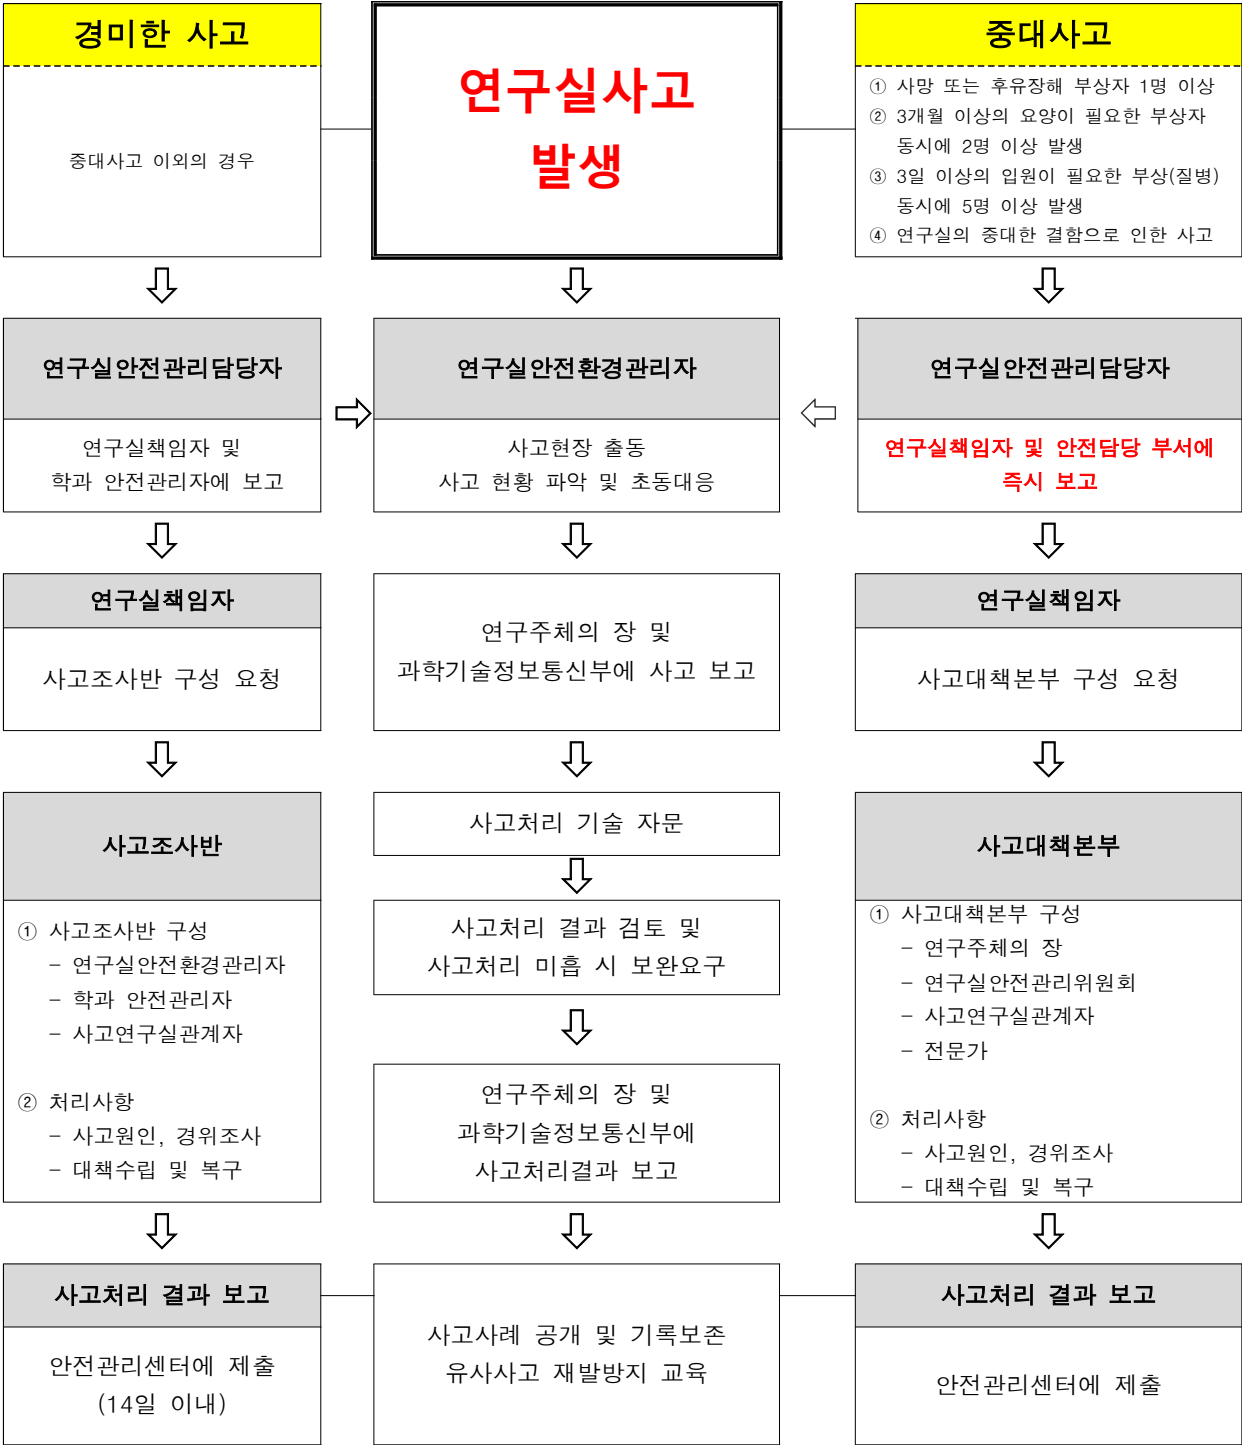 경미한 사고
중대사고 이외의 경우
연구실사고
발생
중대사고
① 사망 또는 후유장해 부상자 1명 이상
② 3개월 이상의 요양이 필요한 부상자
동시에 2명 이상 발생
③ 3일 이상의 입원이 필요한 부상(질병)
동시에 5명 이상 발생
④ 연구실의 중대한 결함으로 인한 사고
⇩
⇩
⇩
연구실안전관리담당자
연구실책임자 및
학과 안전관리자에 보고
⇨
연구실안전환경관리자
사고현장 출동
사고 현황 파악 및 초동대응
⇦
연구실안전관리담당자
연구실책임자 및 안전담당 부서에
즉시 보고
⇩
⇩
⇩
연구실책임자
사고조사반 구성 요청
연구주체의 장 및
과학기술정보통신부에 사고 보고
연구실책임자
사고대책본부 구성 요청
⇩
⇩
⇩
사고조사반
① 사고조사반 구성
- 연구실안전환경관리자
- 학과 안전관리자
- 사고연구실관계자
② 처리사항
- 사고원인, 경위조사
- 대책수립 및 복구
사고처리 기술 자문
⇩
사고처리 결과 검토 및
사고처리 미흡 시 보완요구
⇩
연구주체의 장 및
과학기술정보통신부에
사고처리결과 보고
사고대책본부
① 사고대책본부 구성
- 연구주체의 장
- 연구실안전관리위원회
- 사고연구실관계자
- 전문가
② 처리사항
- 사고원인, 경위조사
- 대책수립 및 복구
⇩
⇩
⇩
사고처리 결과 보고
안전관리센터에 제출
(14일 이내)
사고사례 공개 및 기록보존
유사사고 재발방지 교육
사고처리 결과 보고
안전관리센터에 제출